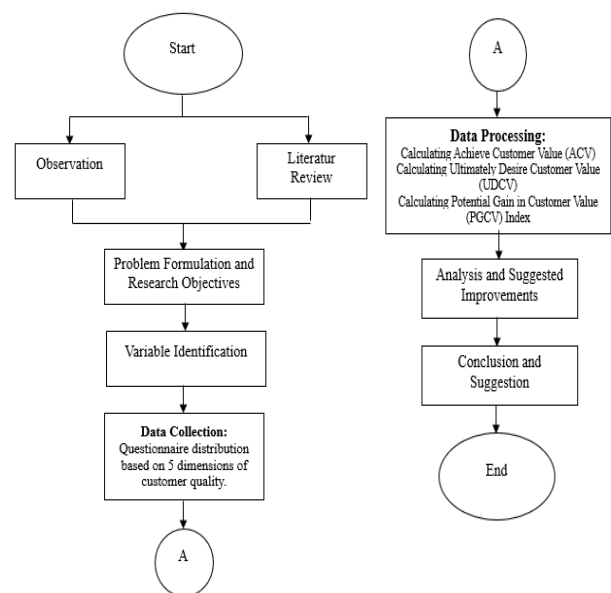 Start
Observation
Literatur
Review
Problem Formulation and
Research Objectives
Variable Identification
Data Collection:
Questionnaire distribution
based on 5 dimensions of
customer quality.
A
A
Data Processing:
Calculating Achieve Customer Value (ACV)
Calculating Ultimately Desire Customer Value
(UDCV)
Calculating Potential Gain in Customer Value
(PGCV) Index
Analysis and Suggested
Improvements
Conclusion and
Suggestion
End